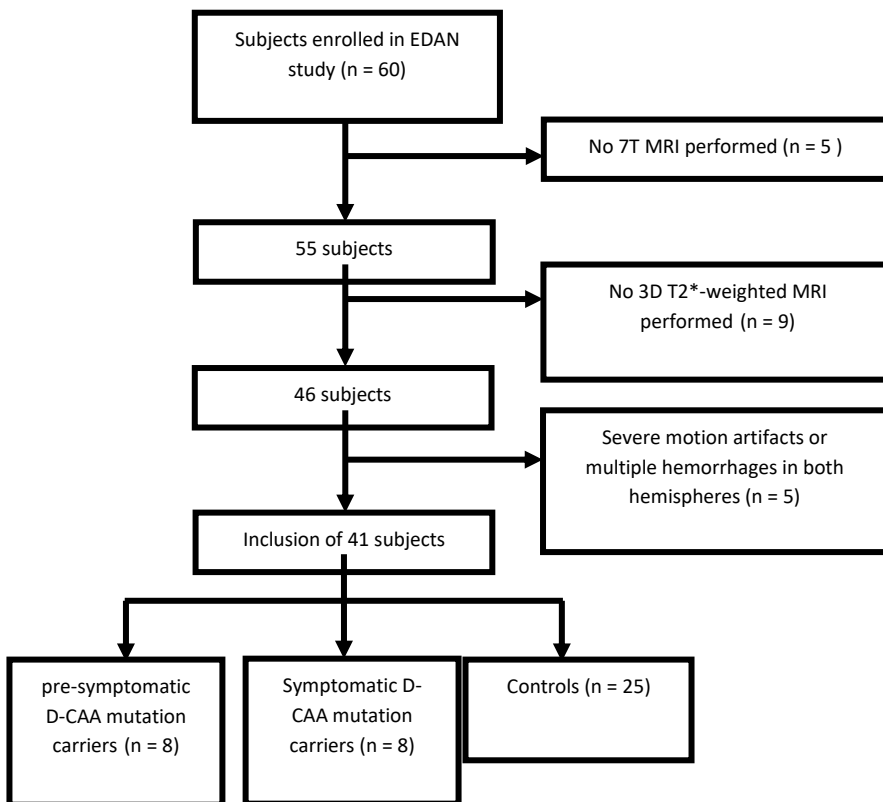 Subjects enrolled in EDAN
study (n = 60)
No 7T MRI performed (n = 5 )
55 subjects
No 3D T2*-weighted MRI
performed (n = 9)
46 subjects
Severe motion artifacts or
multiple hemorrhages in both
hemispheres (n = 5)
Inclusion of 41 subjects
pre-symptomatic
D-CAA mutation
carriers (n = 8)
Symptomatic D-
CAA mutation
carriers (n = 8)
Controls (n = 25)